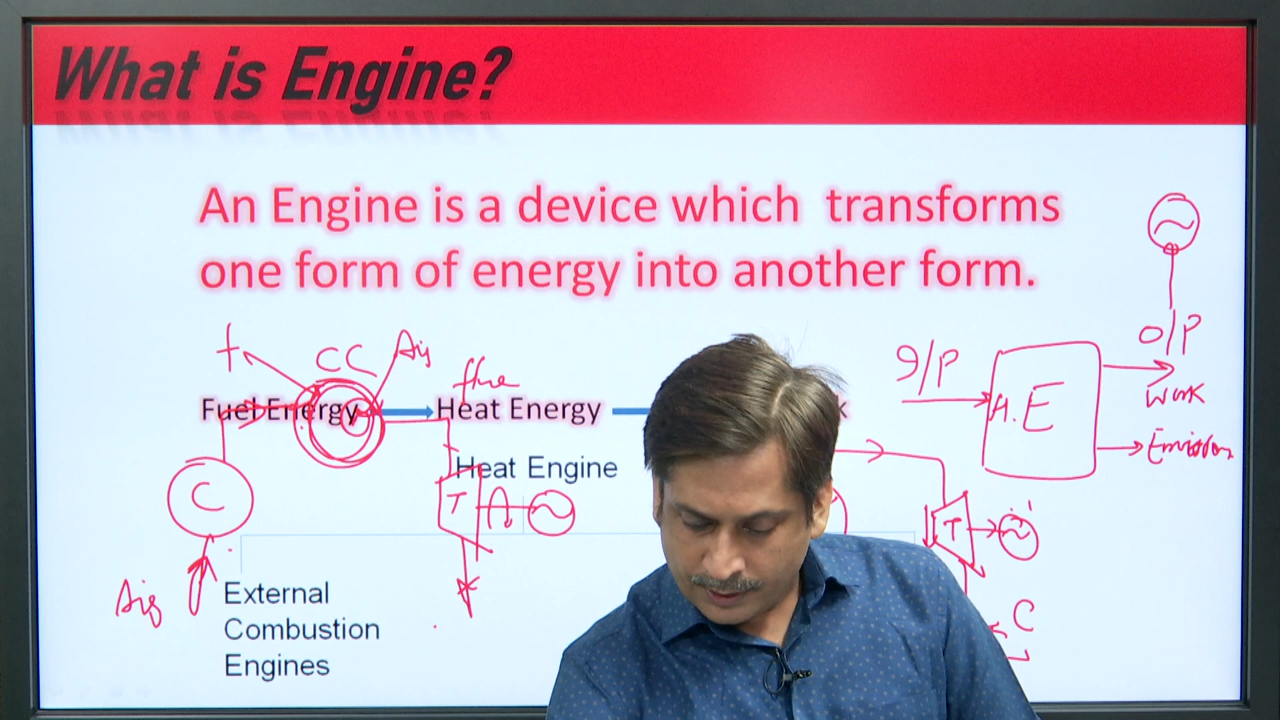 What is Engine?
An Engine is a device which transforms
one form of energy into another form.
O/P
CC
Air
I/P
Fuel Energy
Heat Energy
k
H.E
Work
Emission
Heat Engine
C
T
T
External
Combustion
Engines
Air
C